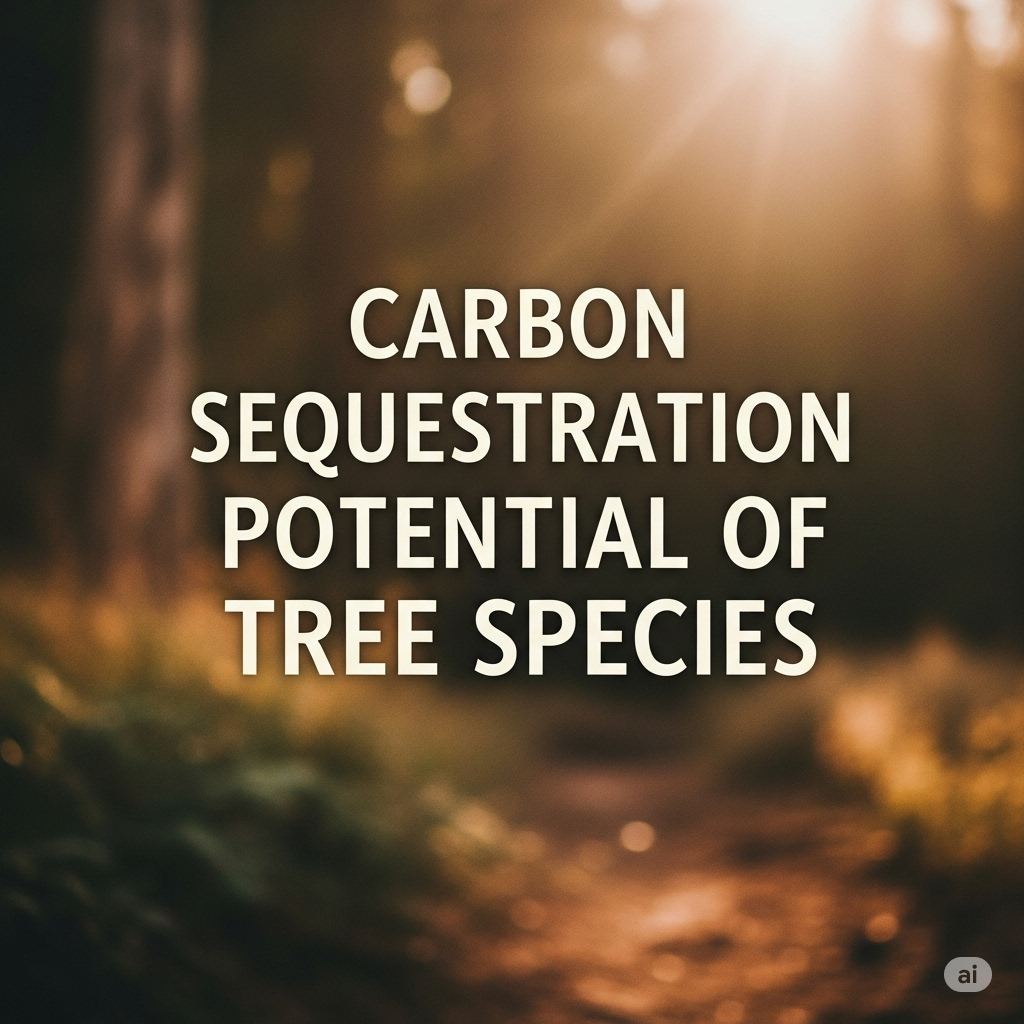 CARBON
SEQUESTRATION
POTENTIAL OF
TREE SPECIES
ai